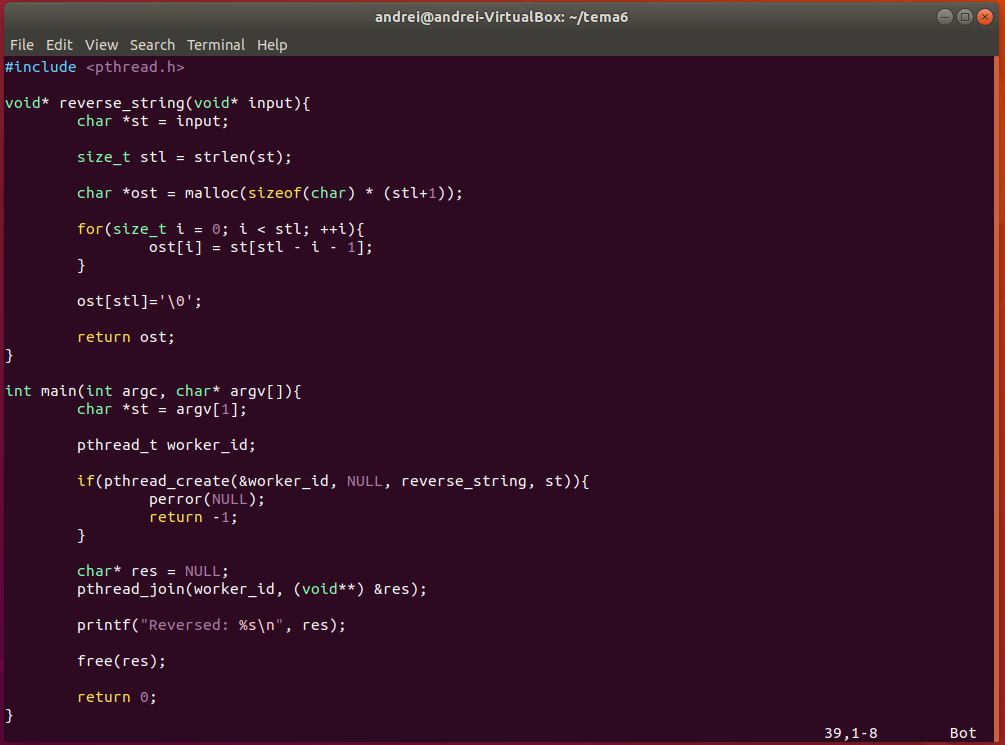 andrei@andrei-VirtualBox: ~/tema6
File Edit View Search Terminal Help
#include <pthread.h>
void* reverse_string(void* input){
        char *st = input;
        size_t stl = strlen(st);
        char *ost = malloc(sizeof(char) * (stl+1));
        for(size_t i = 0; i < stl; ++i){
                ost[i] = st[stl - i - 1];
        }
        ost[stl]='\0';
        return ost;
}
int main(int argc, char* argv[]){
        char *st = argv[1];
        pthread_t worker_id;
        if(pthread_create(&worker_id, NULL, reverse_string, st)){
                perror(NULL);
                return -1;
        }
        char* res = NULL;
        pthread_join(worker_id, (void**) &res);
        printf("Reversed: %s\n", res);
        free(res);
        return 0;
}
39,1-8 Bot